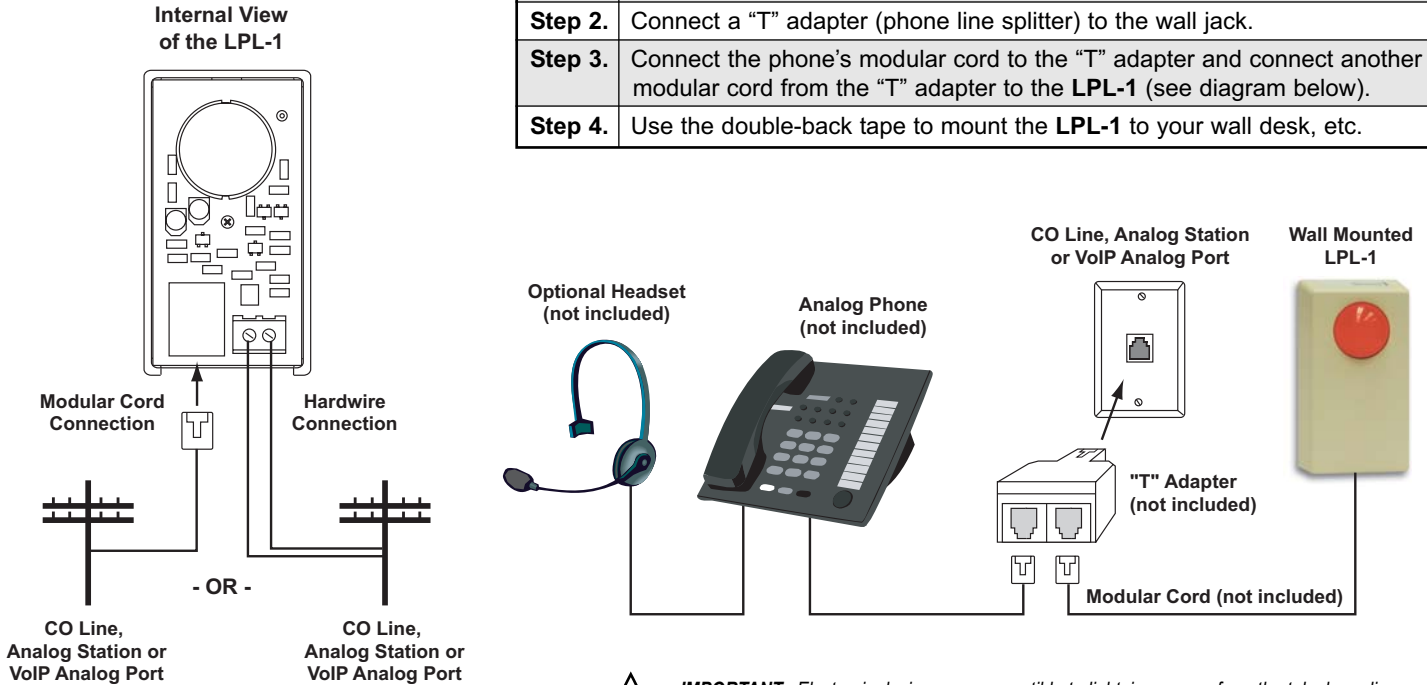 Internal View
of the LPL-1
Modular Cord
Connection
Hardwire
Connection
- OR -
CO Line,
Analog Station or
VoIP Analog Port
CO Line,
Analog Station or
VoIP Analog Port
Step 2. Connect a “T” adapter (phone line splitter) to the wall jack.
Step 3. Connect the phone’s modular cord to the “T” adapter and connect another
modular cord from the “T” adapter to the LPL-1 (see diagram below).
Step 4. Use the double-back tape to mount the LPL-1 to your wall desk, etc.
Optional Headset
(not included)
Analog Phone
(not included)
CO Line, Analog Station
or VoIP Analog Port
Wall Mounted
LPL-1
"T" Adapter
(not included)
Modular Cord (not included)